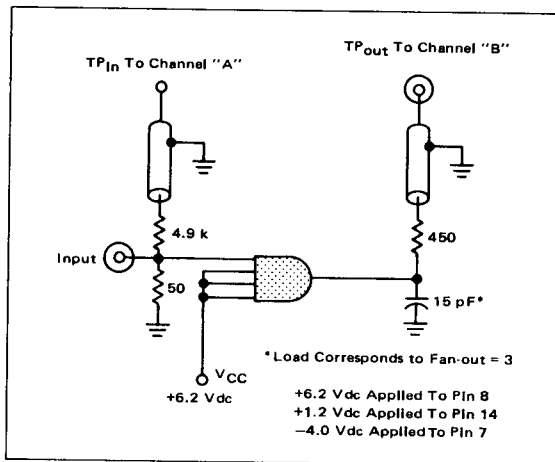 TPIn To Channel "A"
TPout To Channel "B"
4.9 k
450
Input
50
15 pF*
*Load Corresponds to Fan-out = 3
VCC
+6.2 Vdc
+6.2 Vdc Applied To Pin 8
+1.2 Vdc Applied To Pin 14
−4.0 Vdc Applied To Pin 7